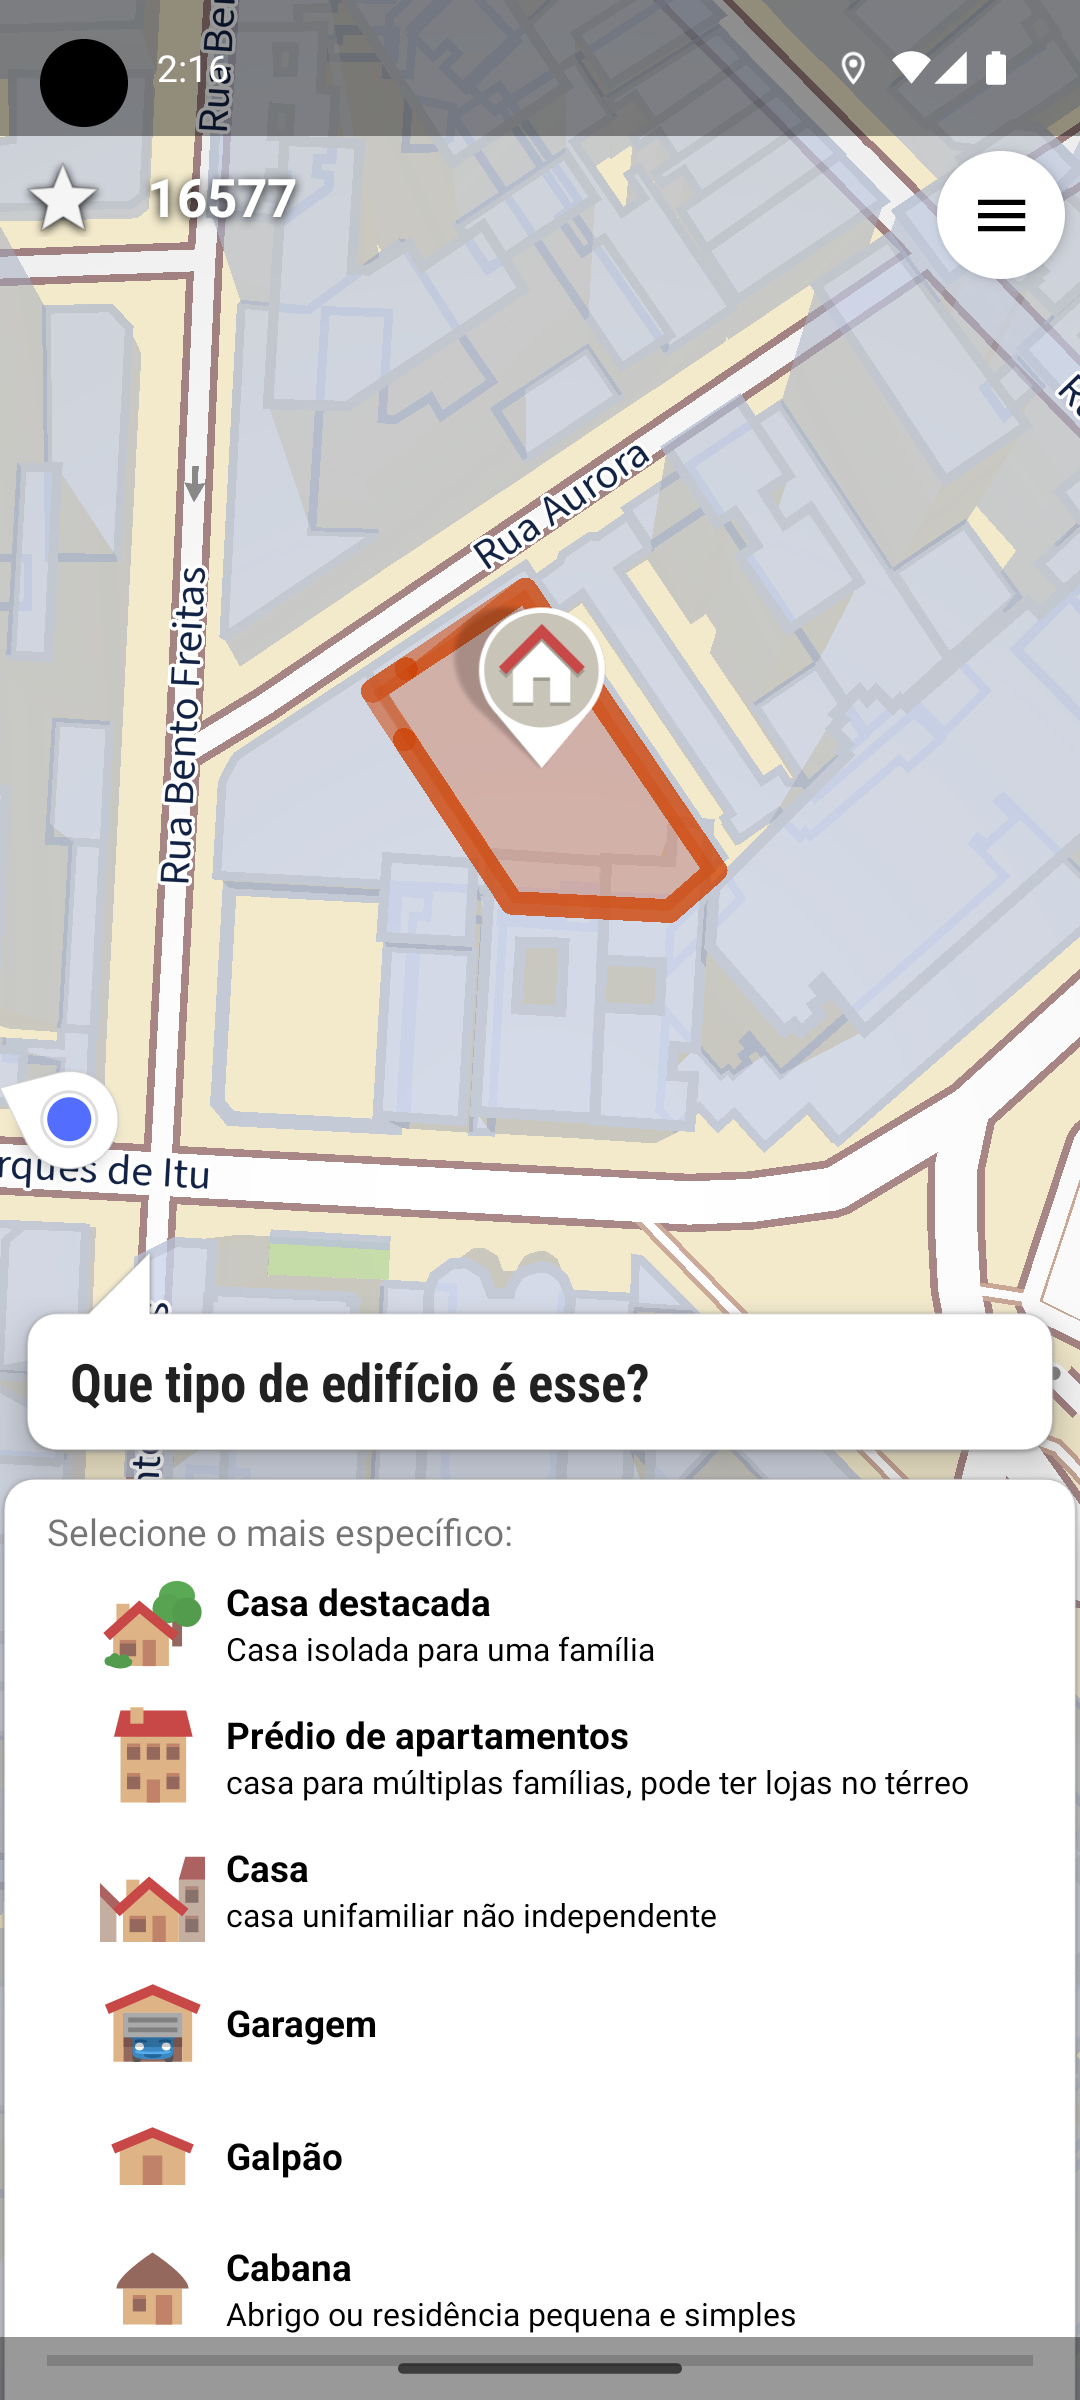 2:16
Rua Ber
16577
Rua Aurora
Rua Bento Freitas
rquês de Itu
Que tipo de edifício é esse?
Selecione o mais específico:
Casa destacada
Casa isolada para uma família
Prédio de apartamentos
casa para múltiplas famílias, pode ter lojas no térreo
Casa
casa unifamiliar não independente
Garagem
Galpão
Cabana
Abrigo ou residência pequena e simples